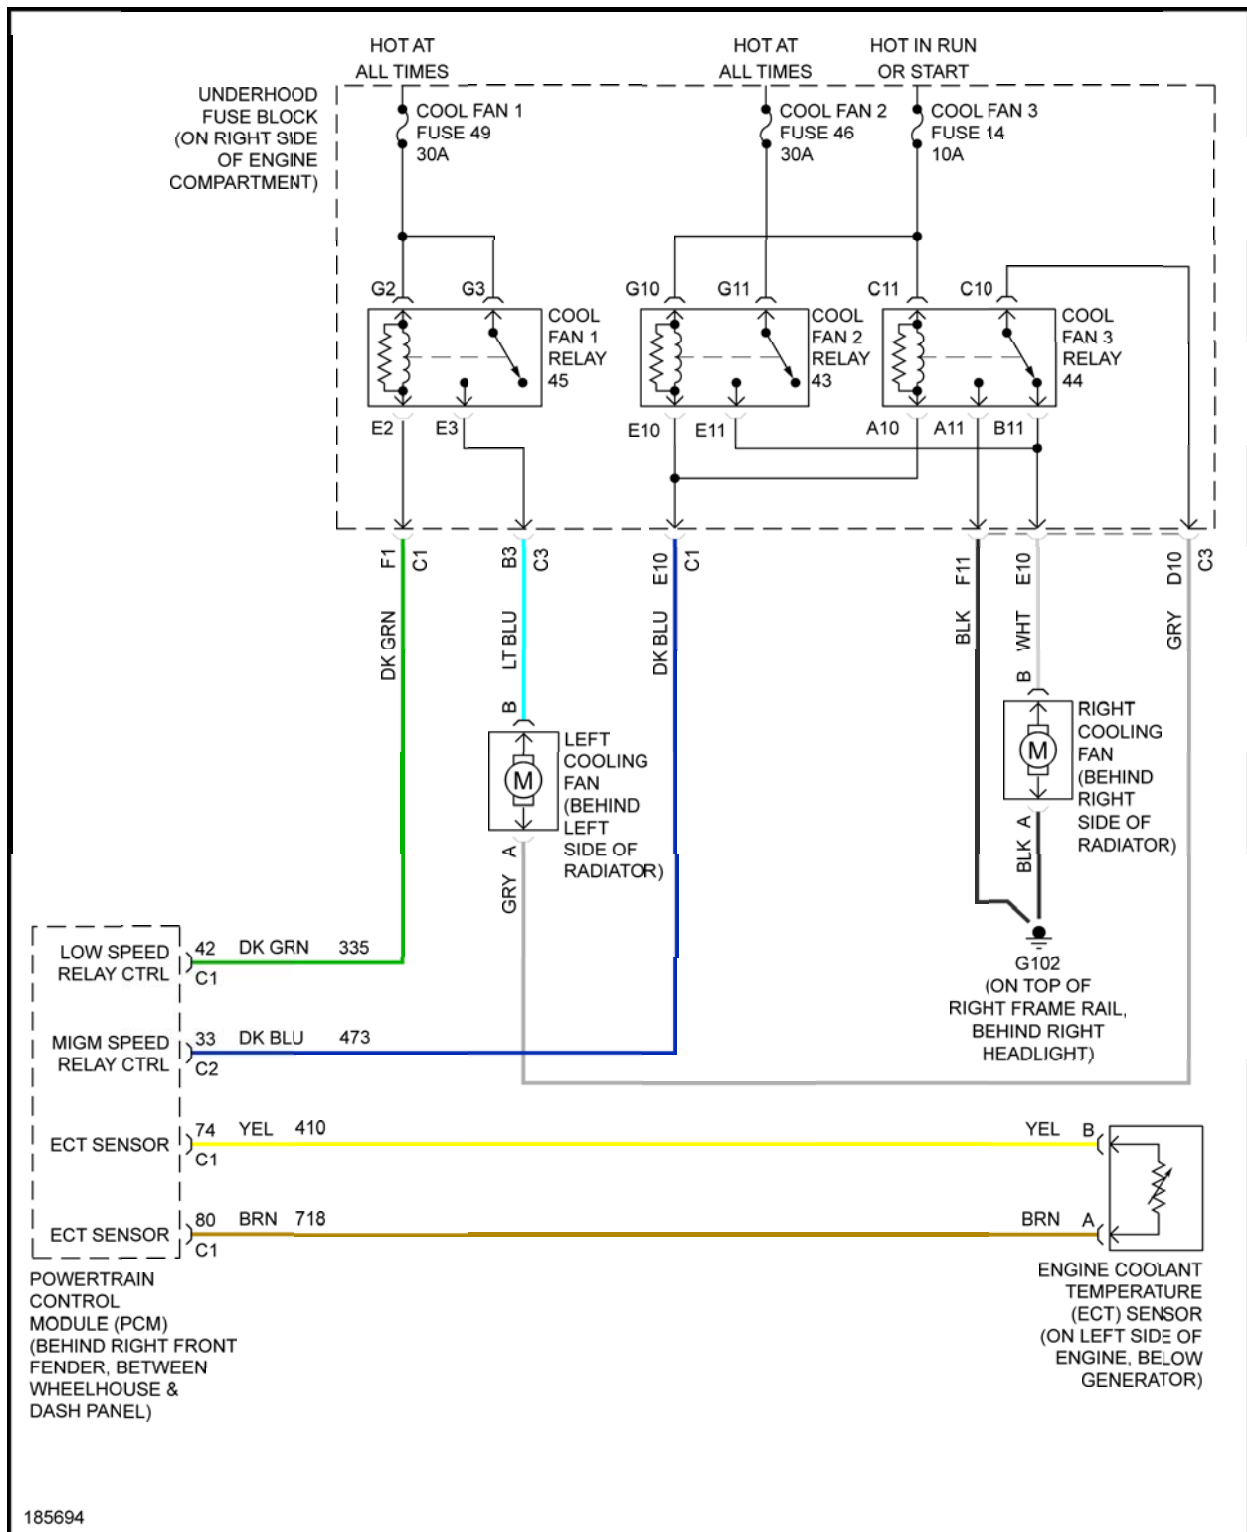 HOT AT
ALL TIMES
HOT AT
ALL TIMES
HOT IN RUN
OR START
UNDERHOOD
FUSE BLOCK
(ON RIGHT SIDE
OF ENGINE
COMPARTMENT)
COOL FAN 1
FUSE 49
30A
COOL FAN 2
FUSE 46
30A
COOL FAN 3
FUSE 14
10A
G2
G3
G10
G11
C11
C10
COOL
FAN 1
RELAY
45
COOL
FAN 2
RELAY
43
COOL
FAN 3
RELAY
44
E2
E3
E10
E11
A10
A11
B11
F1
C1
B3
C3
E10
C1
F11
E10
D10
C3
DK GRN
LT BLU
DK BLU
BLK
WHT
GRY
B
M
A
GRY
LEFT
COOLING
FAN
(BEHIND
LEFT
SIDE OF
RADIATOR)
B
M
A
BLK
RIGHT
COOLING
FAN
(BEHIND
RIGHT
SIDE OF
RADIATOR)
G102
(ON TOP OF
RIGHT FRAME RAIL,
BEHIND RIGHT
HEADLIGHT)
LOW SPEED
RELAY CTRL
42
C1
DK GRN
335
MIGM SPEED
RELAY CTRL
33
C2
DK BLU
473
ECT SENSOR
74
C1
YEL
410
YEL
B
ECT SENSOR
80
C1
BRN
718
BRN
A
POWERTRAIN
CONTROL
MODULE (PCM)
(BEHIND RIGHT FRONT
FENDER, BETWEEN
WHEELHOUSE &
DASH PANEL)
ENGINE COOLANT
TEMPERATURE
(ECT) SENSOR
(ON LEFT SIDE OF
ENGINE, BELOW
GENERATOR)
185694